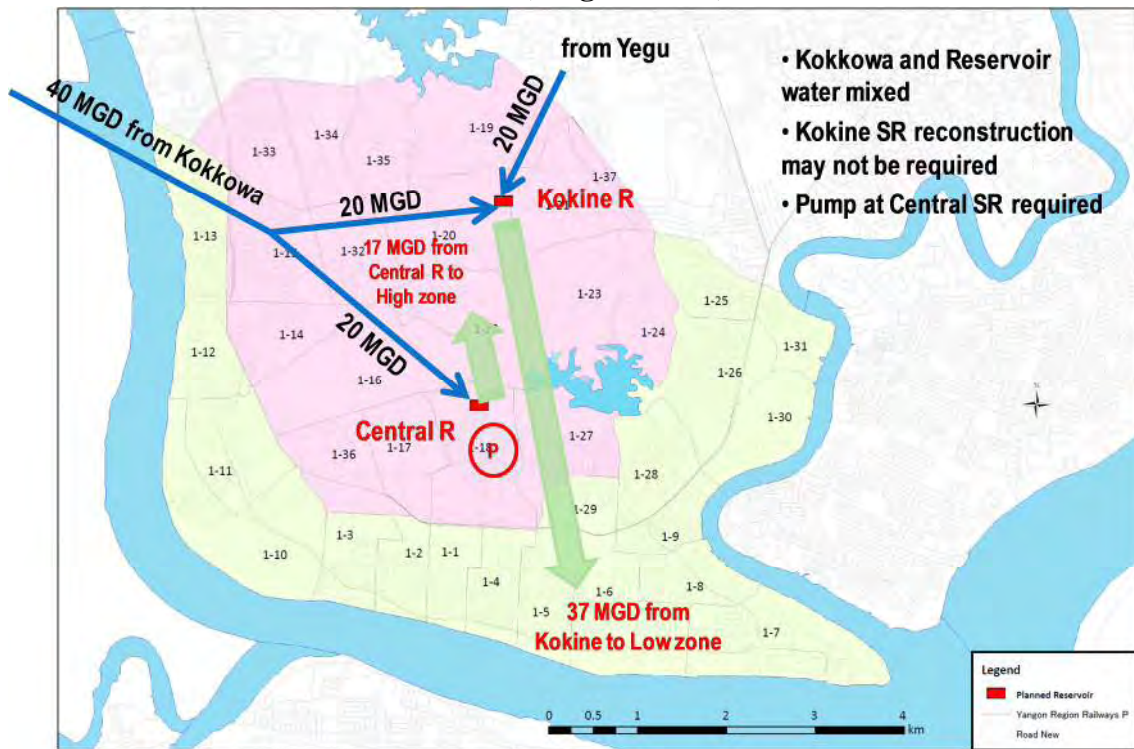 from Yegu
• Kokkowa and Reservoir
water mixed
• Kokine SR reconstruction
may not be required
• Pump at Central SR required
40 MGD from Kokkowa
20 MGD
20 MGD
20 MGD
Kokine R
17 MGD from
Central R to
High zone
Central R
P
37 MGD from
Kokine to Low zone
1-33
1-34
1-35
1-19
1-37
1-13
1-32
1-20
1-14
1-23
1-24
1-25
1-12
1-16
1-31
1-26
1-30
1-36
1-17
1-27
1-11
1-28
1-29
1-3
1-2
1-1
1-9
1-10
1-4
1-6
1-8
1-5
1-7
N
0 0.5 1 2 3 4
km
Legend
Planned Reservoir
Yangon Region Railways P
Road New